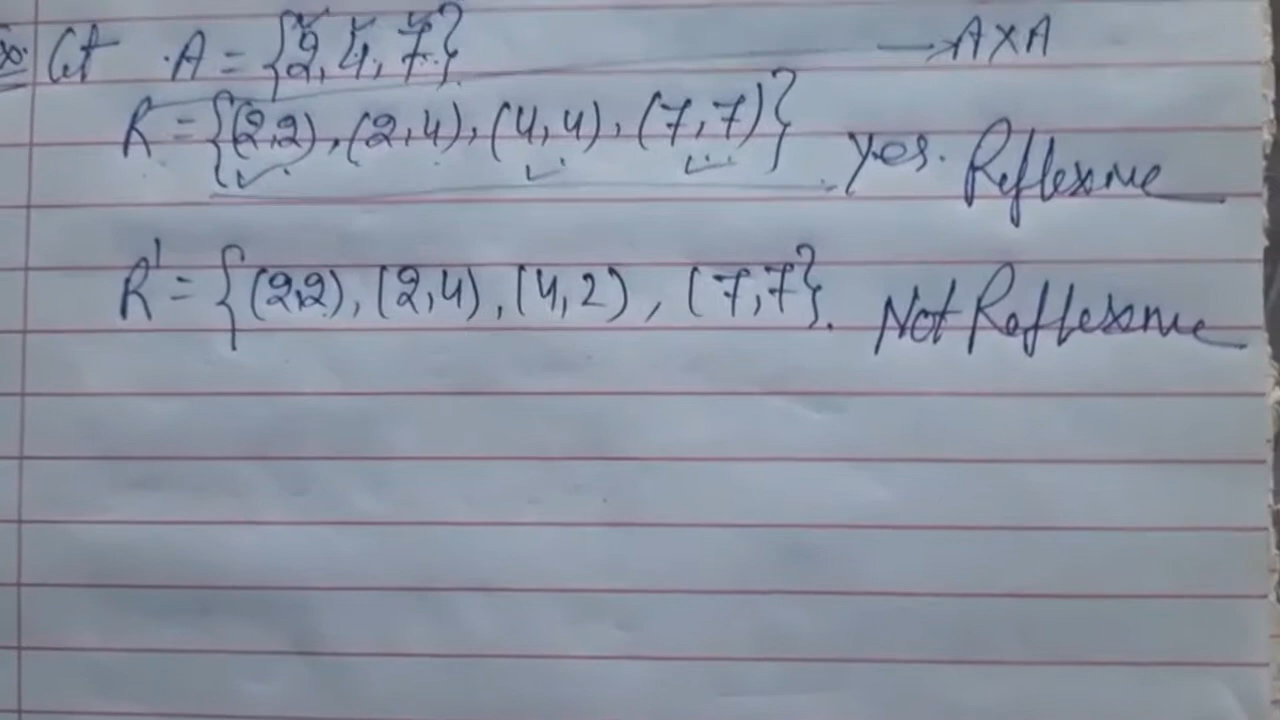 Ex: Let A = {2, 4, 7} → A×A
R = {(2,2), (2,4), (4,4), (7,7)} Yes. Reflexive
R' = {(2,2), (2,4), (4,2), (7,7)}. Not Reflexive